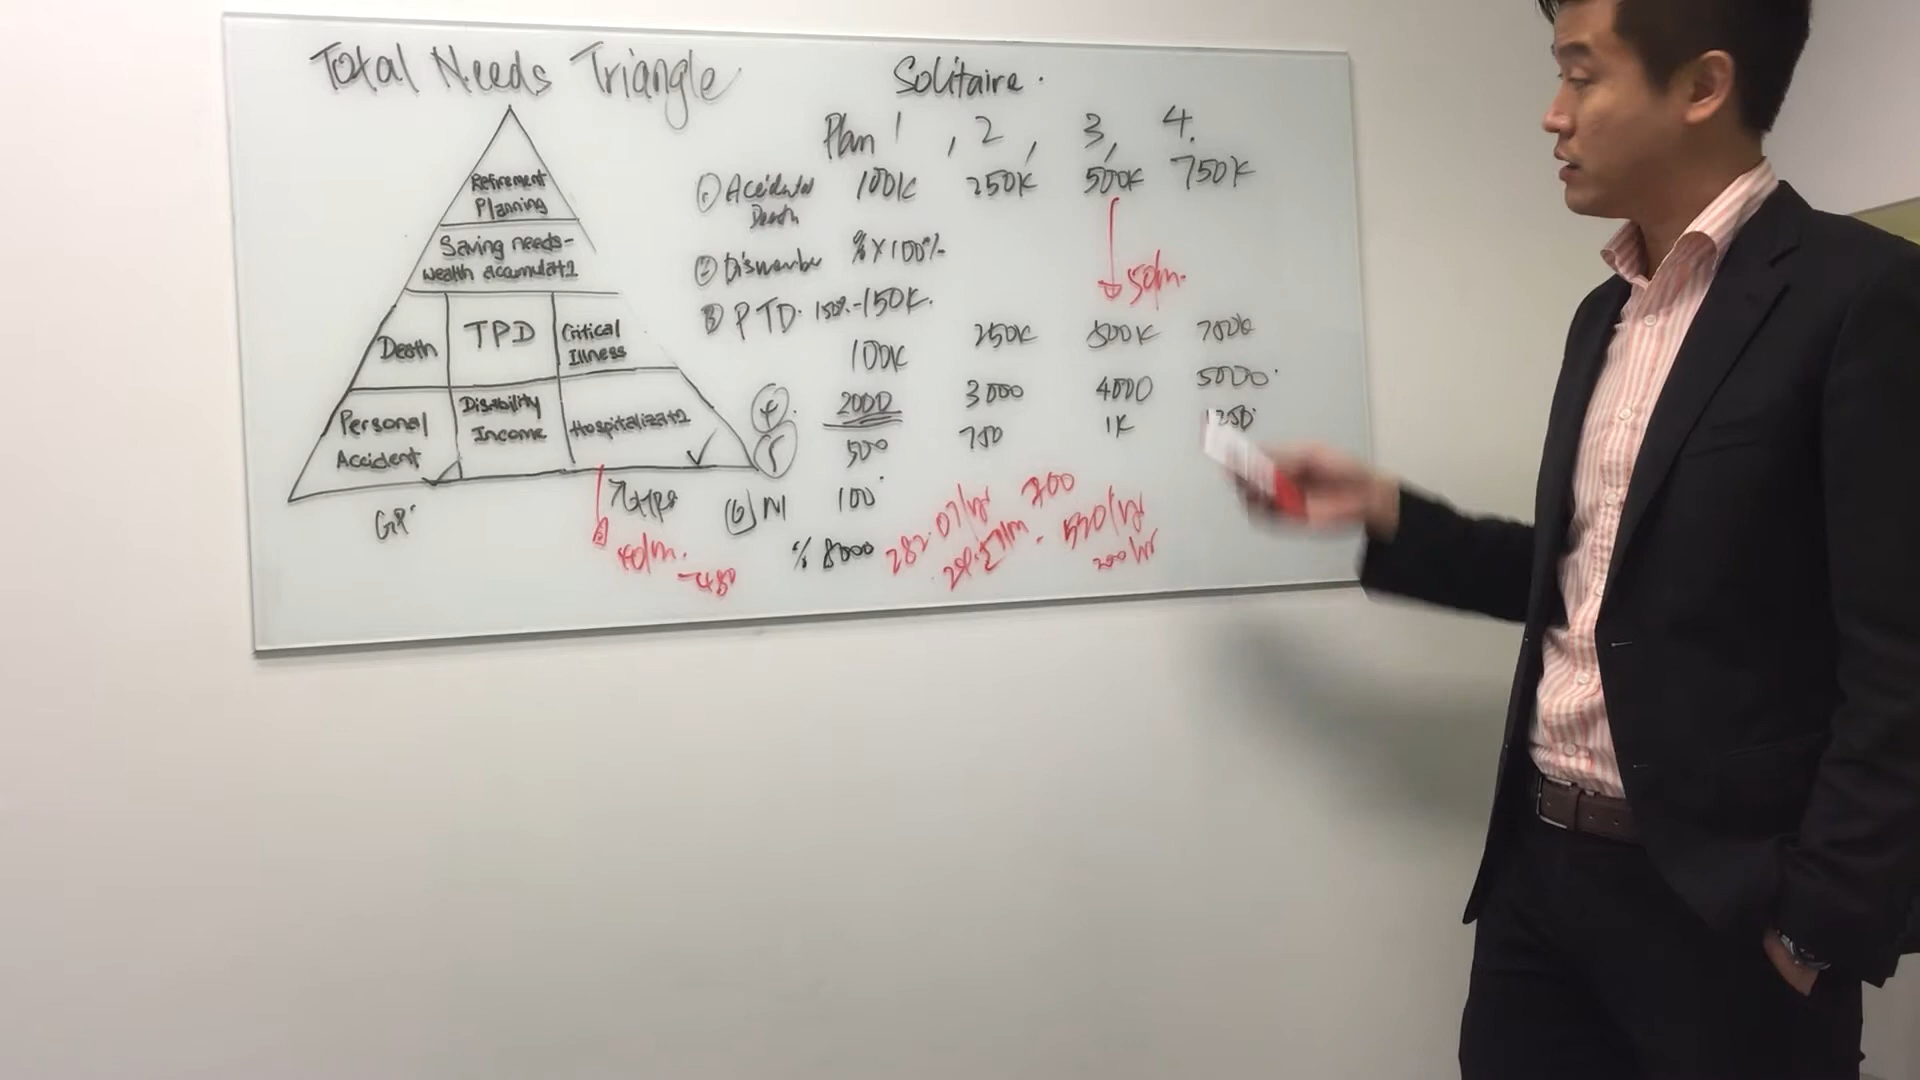 Total Needs Triangle
Retirement
Planning
Saving needs-
Wealth accumulat?
Death
TPD
Critical
Illness
Personal
Accident
Disability
Income
Hospitalizat?
GP
40/m.
-480
Solitaire.
Plan 1, 2, 3, 4.
① Accidental Death 100K 250K 500K 750K
② Dismember % X 100%
50/m.
③ PTD. 150%-150K.
100K 250K 500K 750K
④ 2000 3000 4000 5000
⑤ 500 750 1K 1250
⑥ 100
% 8000
282.07/yr
700
530/yr
200/yr